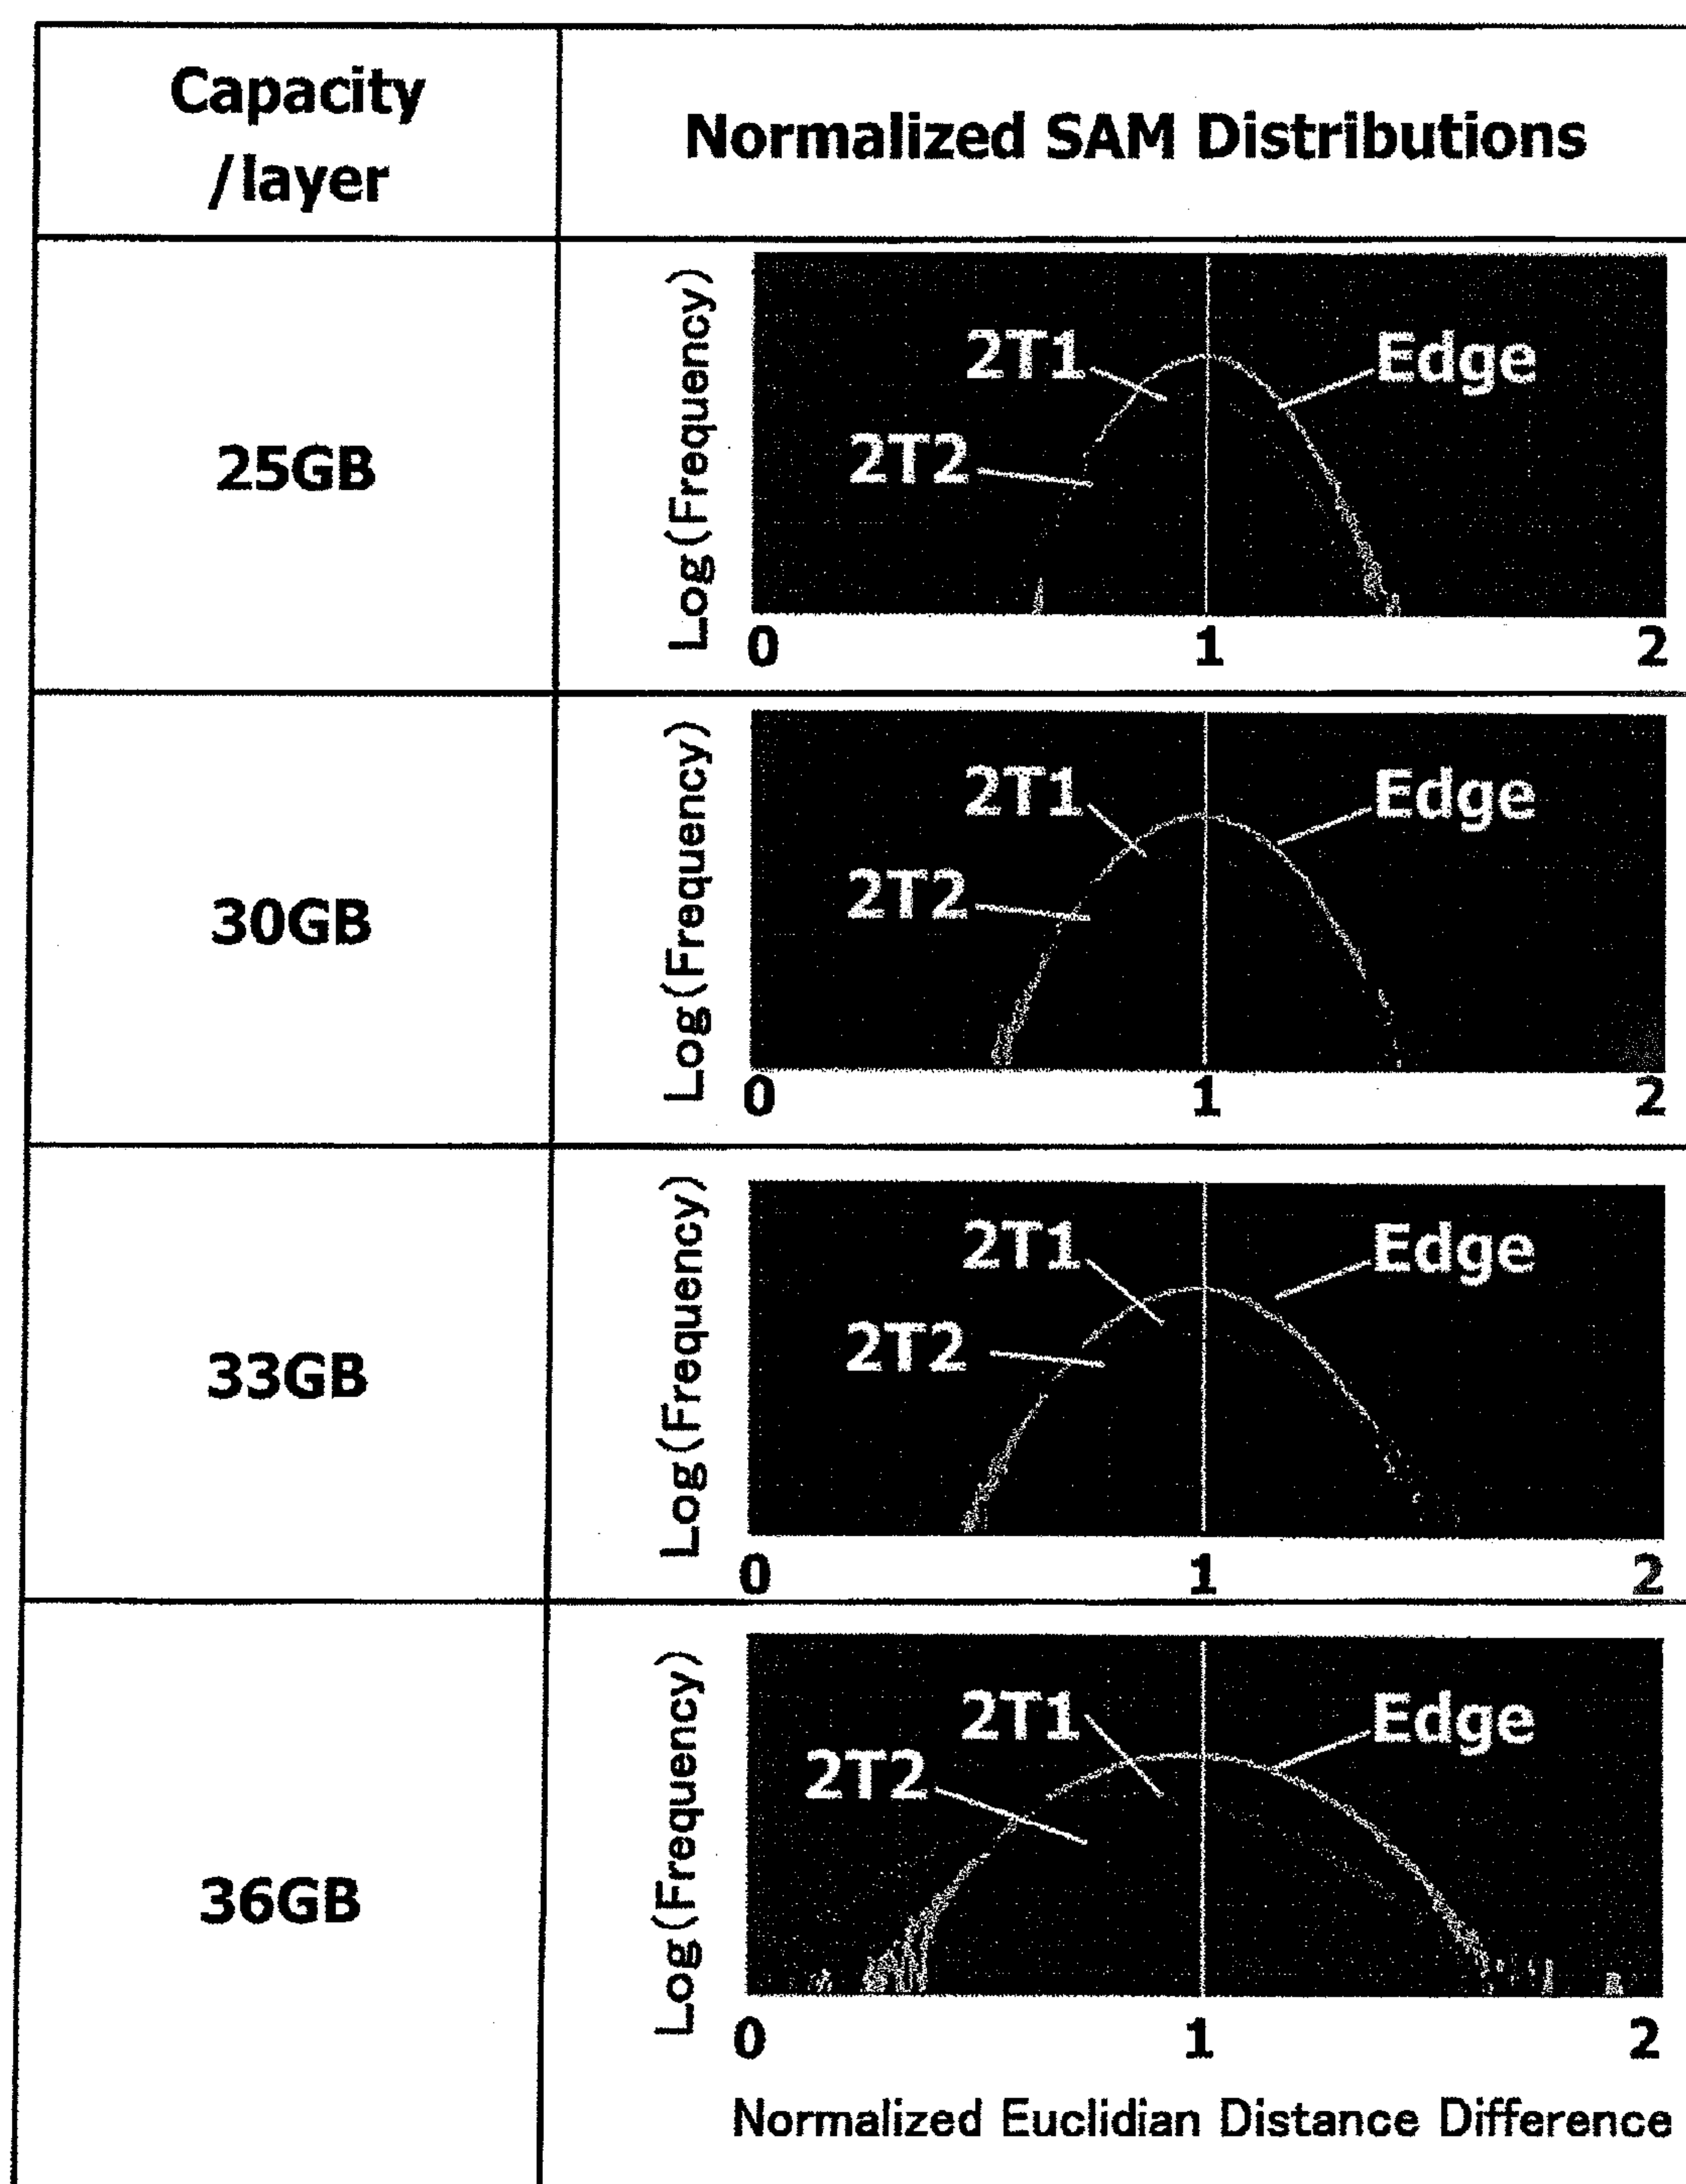 Capacity
/layer
Normalized SAM Distributions
25GB
Log(Frequency)
2T1
Edge
2T2
0 1 2
30GB
Log(Frequency)
2T1
Edge
2T2
0 1 2
33GB
Log(Frequency)
2T1
Edge
2T2
0 1 2
36GB
Log(Frequency)
2T1
Edge
2T2
0 1 2
Normalized Euclidian Distance Difference